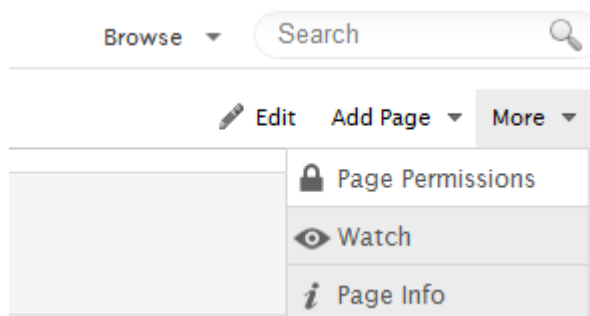 Browse Search
Edit Add Page More
Page Permissions
Watch
Page Info